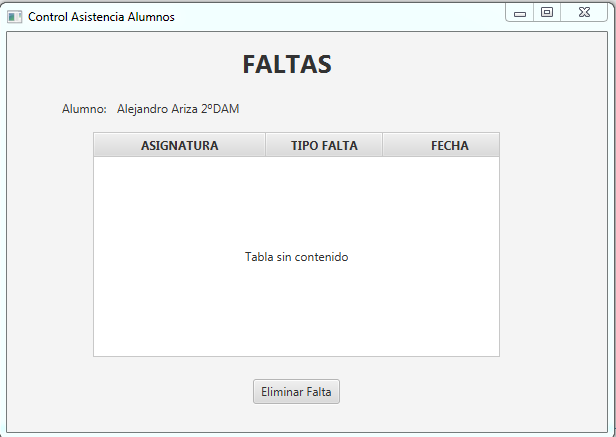 Control Asistencia Alumnos
FALTAS
Alumno: Alejandro Ariza 2ºDAM
ASIGNATURA TIPO FALTA FECHA
Tabla sin contenido
Eliminar Falta